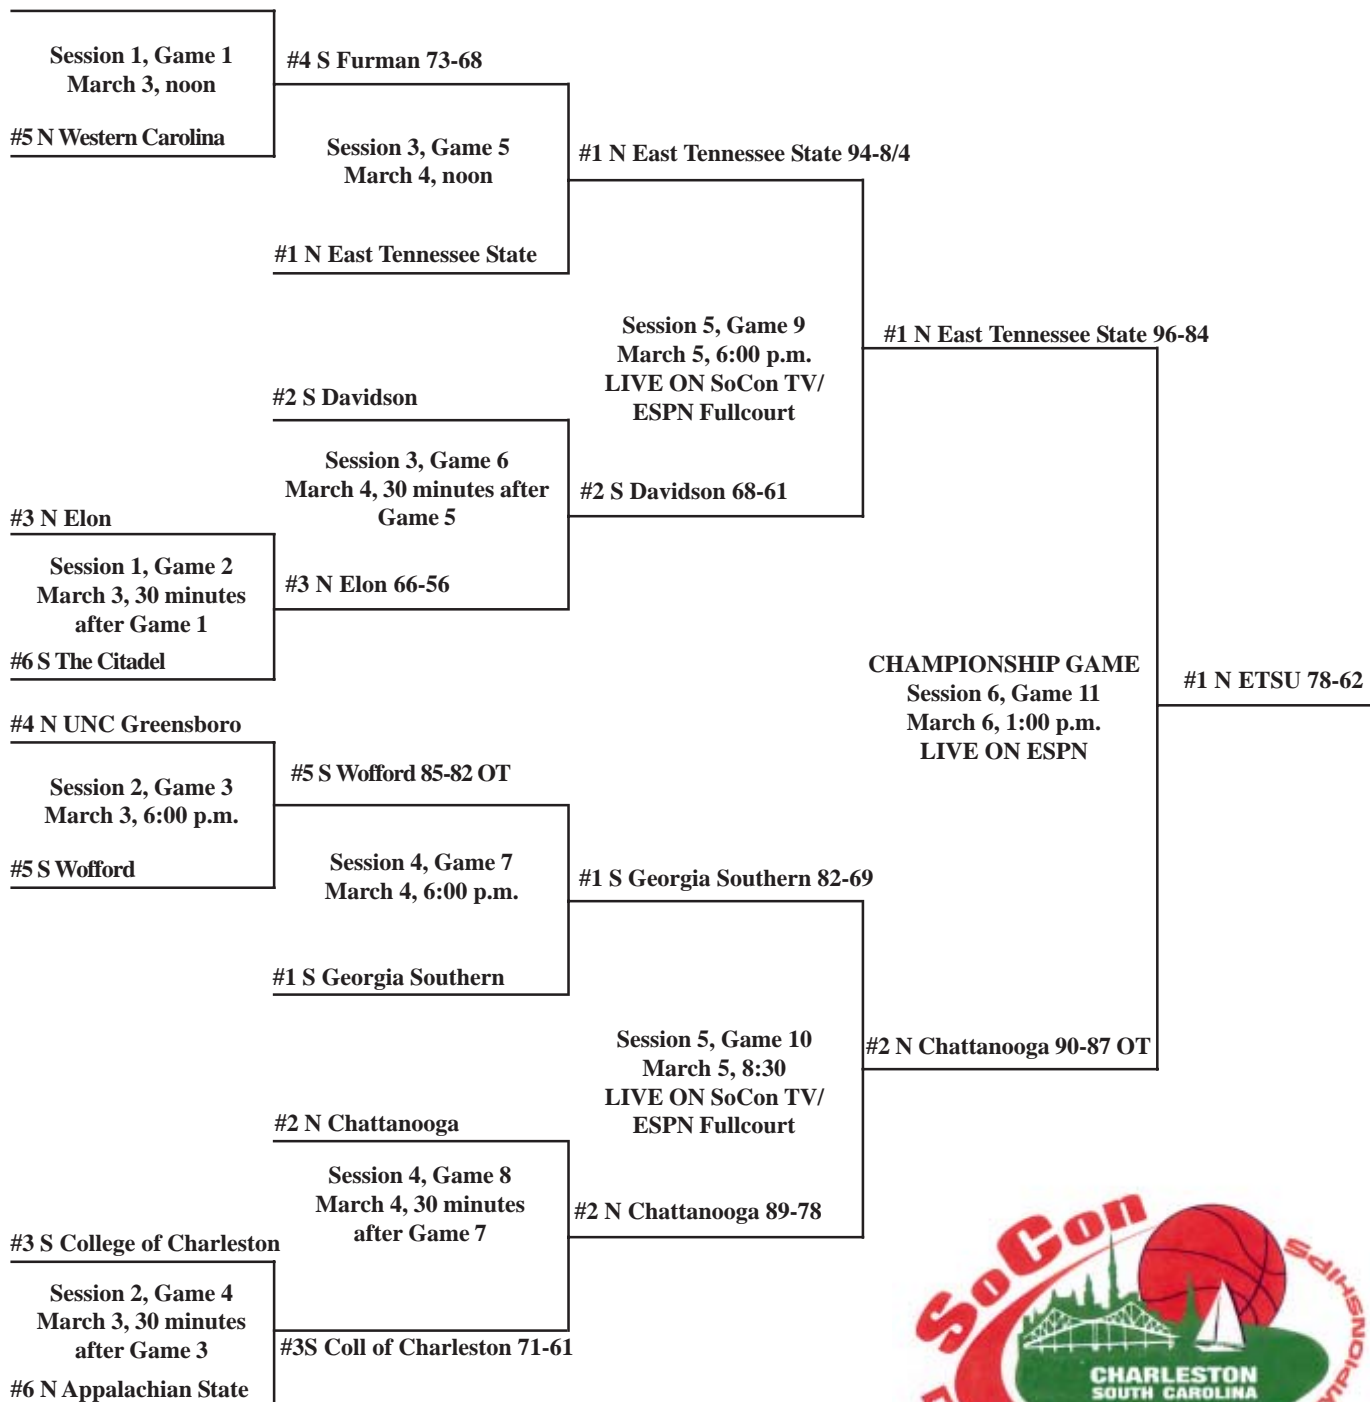 Session 1, Game 1
March 3, noon
#5 N Western Carolina
#4 S Furman 73-68
Session 3, Game 5
March 4, noon
#1 N East Tennessee State
#1 N East Tennessee State 94-8/4
#2 S Davidson
Session 3, Game 6
March 4, 30 minutes after
Game 5
#3 N Elon
Session 1, Game 2
March 3, 30 minutes
after Game 1
#6 S The Citadel
#3 N Elon 66-56
#2 S Davidson 68-61
Session 5, Game 9
March 5, 6:00 p.m.
LIVE ON SoCon TV/
ESPN Fullcourt
#1 N East Tennessee State 96-84
#4 N UNC Greensboro
Session 2, Game 3
March 3, 6:00 p.m.
#5 S Wofford
#5 S Wofford 85-82 OT
Session 4, Game 7
March 4, 6:00 p.m.
#1 S Georgia Southern
#1 S Georgia Southern 82-69
#2 N Chattanooga
Session 4, Game 8
March 4, 30 minutes
after Game 7
#3 S College of Charleston
Session 2, Game 4
March 3, 30 minutes
after Game 3
#6 N Appalachian State
#3S Coll of Charleston 71-61
#2 N Chattanooga 89-78
Session 5, Game 10
March 5, 8:30
LIVE ON SoCon TV/
ESPN Fullcourt
#2 N Chattanooga 90-87 OT
CHAMPIONSHIP GAME
Session 6, Game 11
March 6, 1:00 p.m.
LIVE ON ESPN
#1 N ETSU 78-62
SoCon
CHARLESTON
SOUTH CAROLINA